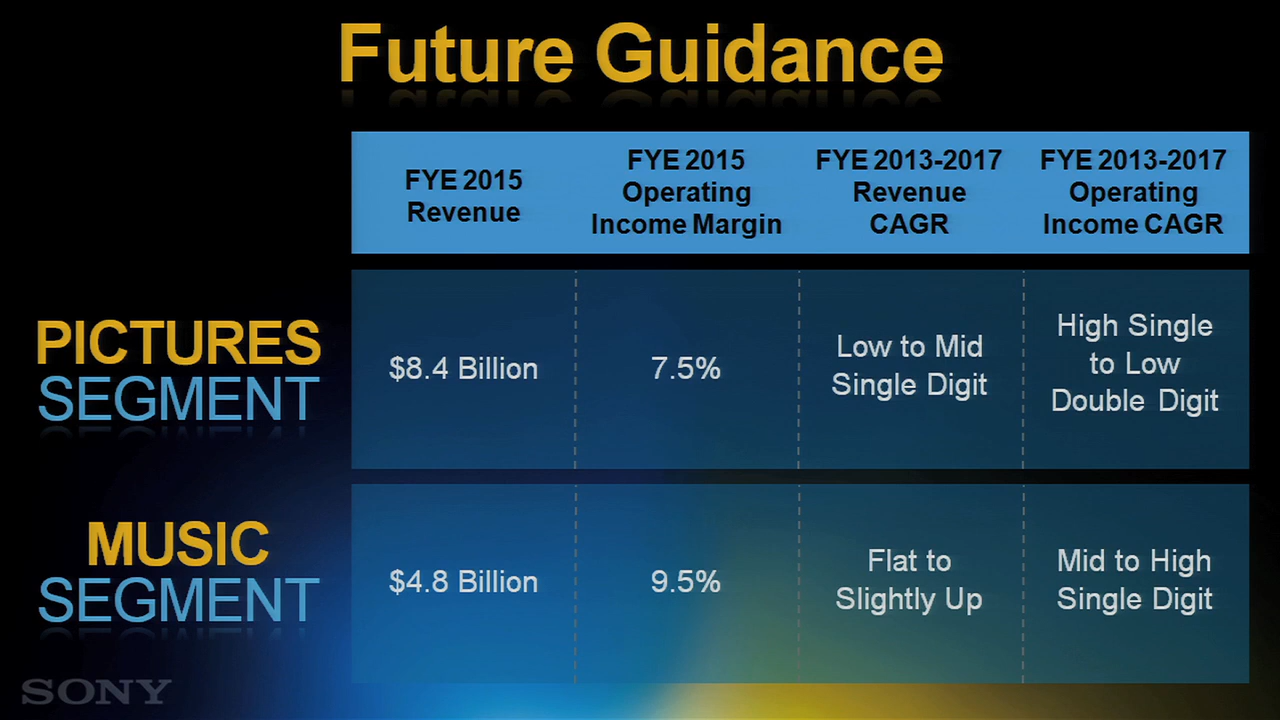 Future Guidance
FYE 2015
Revenue
FYE 2015
Operating
Income Margin
FYE 2013-2017
Revenue
CAGR
FYE 2013-2017
Operating
Income CAGR
PICTURES
SEGMENT
$8.4 Billion
7.5%
Low to Mid
Single Digit
High Single
to Low
Double Digit
MUSIC
SEGMENT
$4.8 Billion
9.5%
Flat to
Slightly Up
Mid to High
Single Digit
SONY